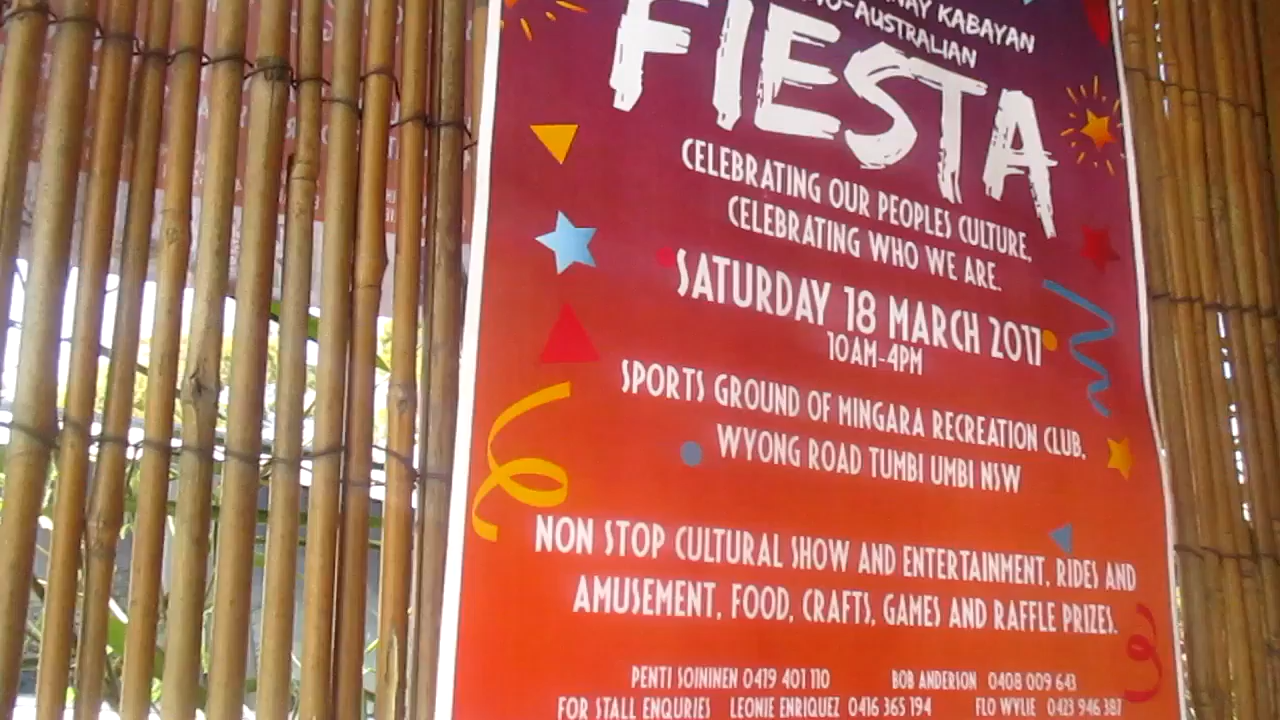 KABAYAN
AUSTRALIAN
FIESTA
CELEBRATING OUR PEOPLES CULTURE,
CELEBRATING WHO WE ARE.
SATURDAY 18 MARCH 2017
10AM-4PM
SPORTS GROUND OF MINGARA RECREATION CLUB,
WYONG ROAD TUMBI UMBI NSW
NON STOP CULTURAL SHOW AND ENTERTAINMENT, RIDES AND
AMUSEMENT, FOOD, CRAFTS, GAMES AND RAFFLE PRIZES.
PENTI SOININEN 0419 401 110 BOB ANDERSON 0408 009 643
FOR STALL ENQURIES LEONIE ENRIQUEZ 0416 365 194 FLO WYLIE 0423 946 387